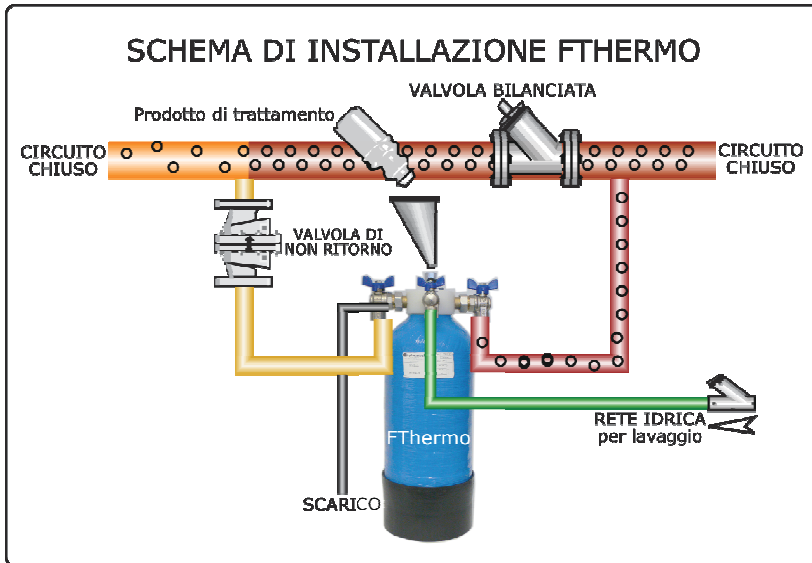 SCHEMA DI INSTALLAZIONE FTHERMO
VALVOLA BILANCIATA
Prodotto di trattamento
CIRCUITO
CHIUSO
CIRCUITO
CHIUSO
VALVOLA DI
NON RITORNO
FThermo
RETE IDRICA
per lavaggio
SCARICO